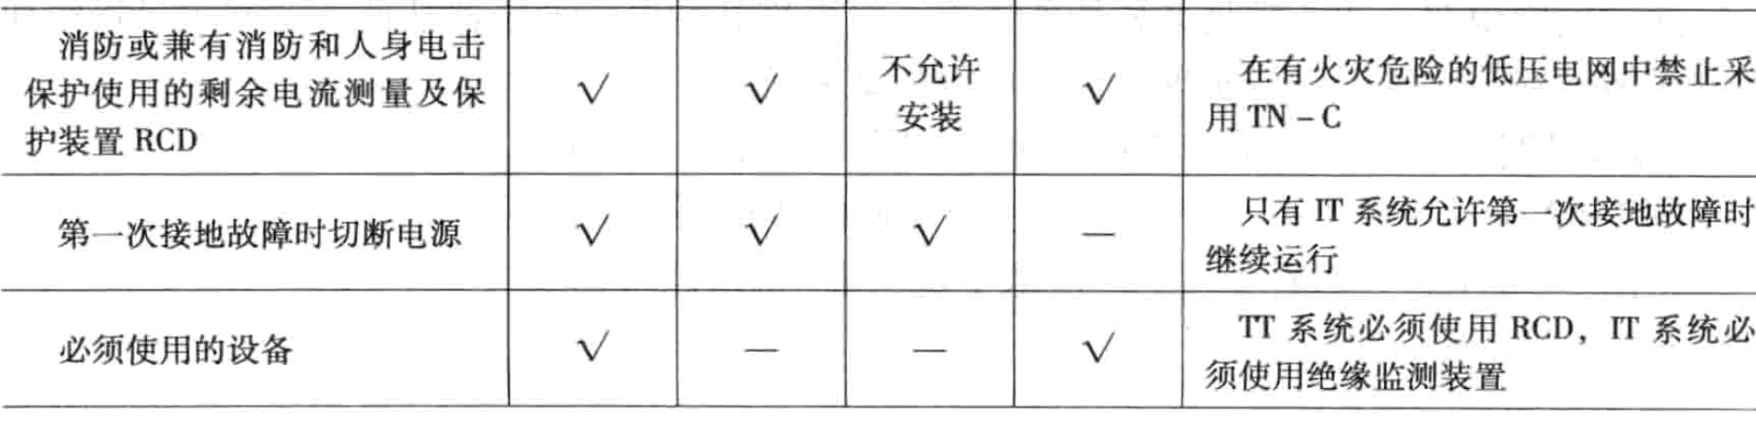 消防或兼有消防和人身电击
保护使用的剩余电流测量及保
护装置 RCD
√
√
不允许
安装
√
在有火灾危险的低压电网中禁止采
用 TN－C
第一次接地故障时切断电源
√
√
√
—
只有 IT 系统允许第一次接地故障时
继续运行
必须使用的设备
√
—
—
√
TT 系统必须使用 RCD，IT 系统必
须使用绝缘监测装置